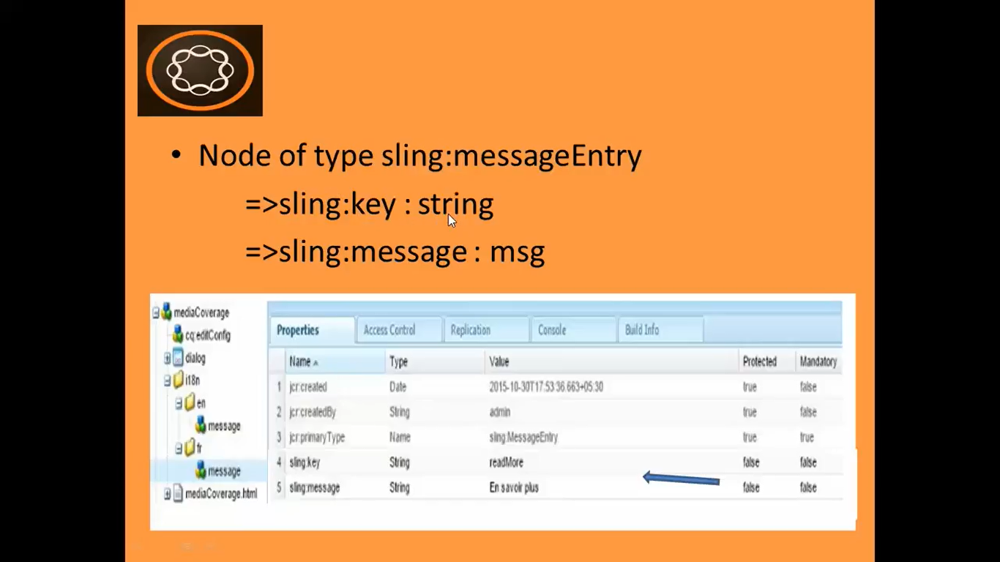 • Node of type sling:messageEntry
=>sling:key : string
=>sling:message : msg
mediaCoverage
cq:editConfig
dialog
i18n
en
message
fr
message
mediaCoverage.html
Properties Access Control Replication Console Build Info
Name Type Value Protected Mandatory
1 jcr:created Date 2015-10-30T17:53:36.663+05:30 true false
2 jcr:createdBy String admin true false
3 jcr:primaryType Name sling:MessageEntry true true
4 sling:key String readMore false false
5 sling:message String En savoir plus false false